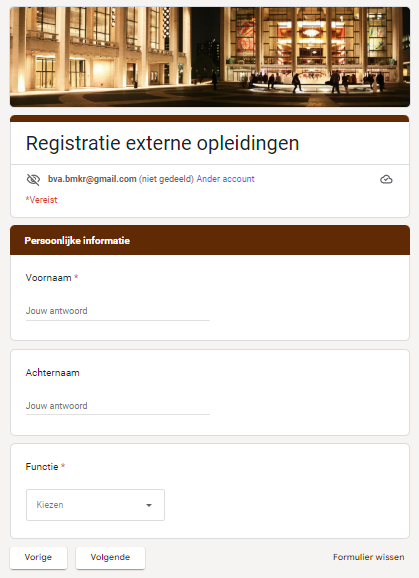 Registratie externe opleidingen
bva.bmkr@gmail.com (niet gedeeld) Ander account
*Vereist
Persoonlijke informatie
Voornaam *
Jouw antwoord
Achternaam
Jouw antwoord
Functie *
Kiezen
Vorige Volgende Formulier wissen